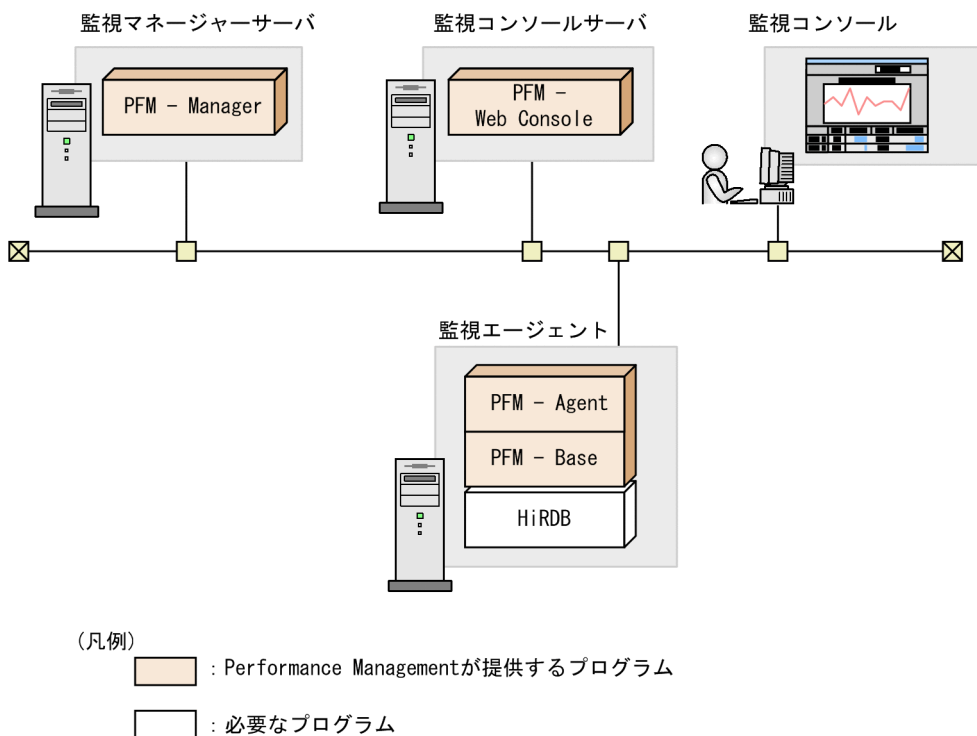 監視マネージャーサーバ
監視コンソールサーバ
監視コンソール
PFM - Manager
PFM -
Web Console
監視エージェント
PFM - Agent
PFM - Base
HiRDB
(凡例)
: Performance Managementが提供するプログラム
: 必要なプログラム